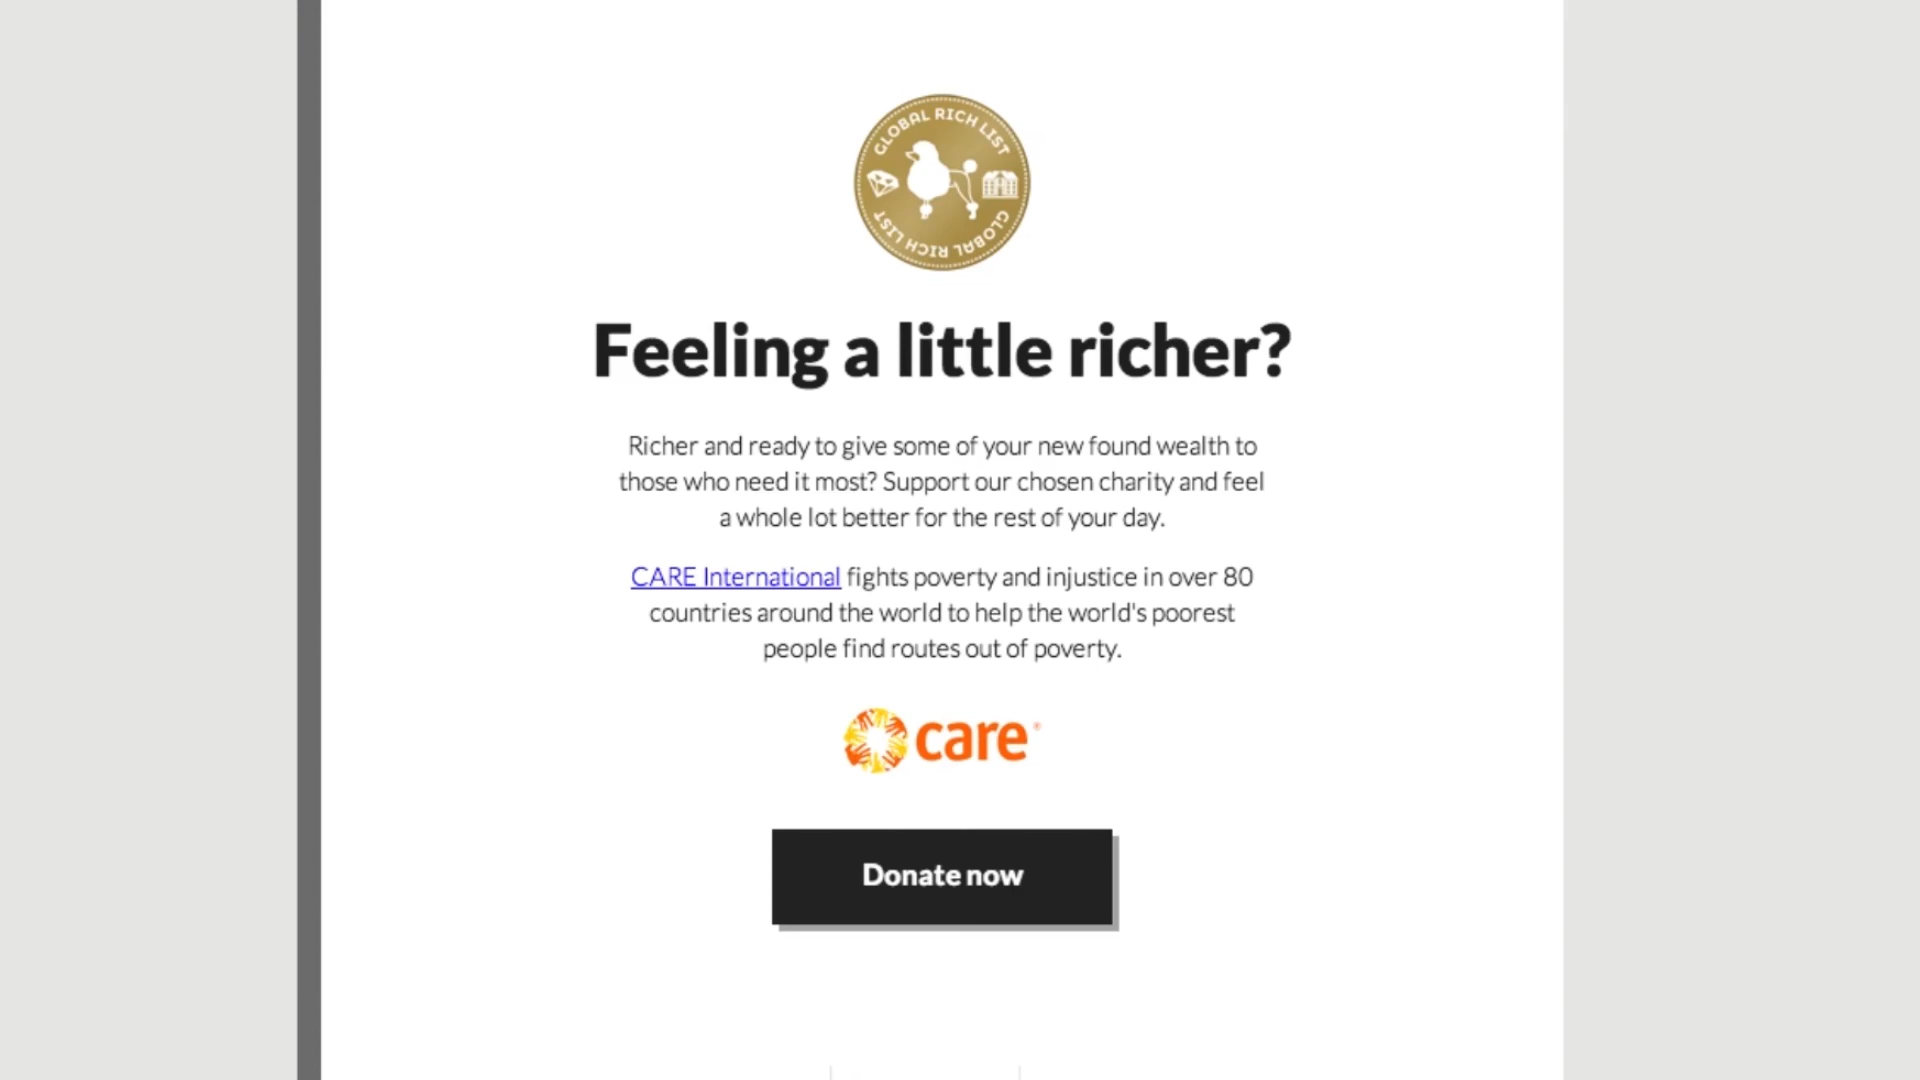 GLOBAL RICH LIST
GLOBAL RICH LIST
Feeling a little richer?
Richer and ready to give some of your new found wealth to
those who need it most? Support our chosen charity and feel
a whole lot better for the rest of your day.
CARE International fights poverty and injustice in over 80
countries around the world to help the world's poorest
people find routes out of poverty.
care®
Donate now